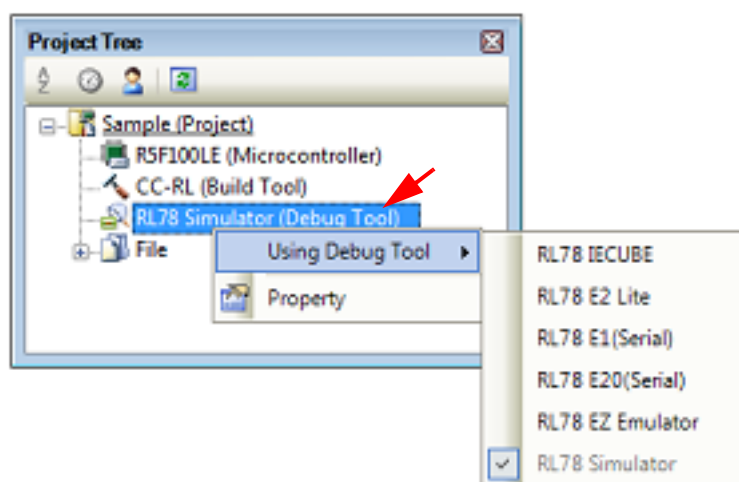 Project Tree
Sample (Project)
R5F100LE (Microcontroller)
CC-RL (Build Tool)
RL78 Simulator (Debug Tool)
File
Using Debug Tool
Property
RL78 IECUBE
RL78 E2 Lite
RL78 E1(Serial)
RL78 E20(Serial)
RL78 EZ Emulator
RL78 Simulator